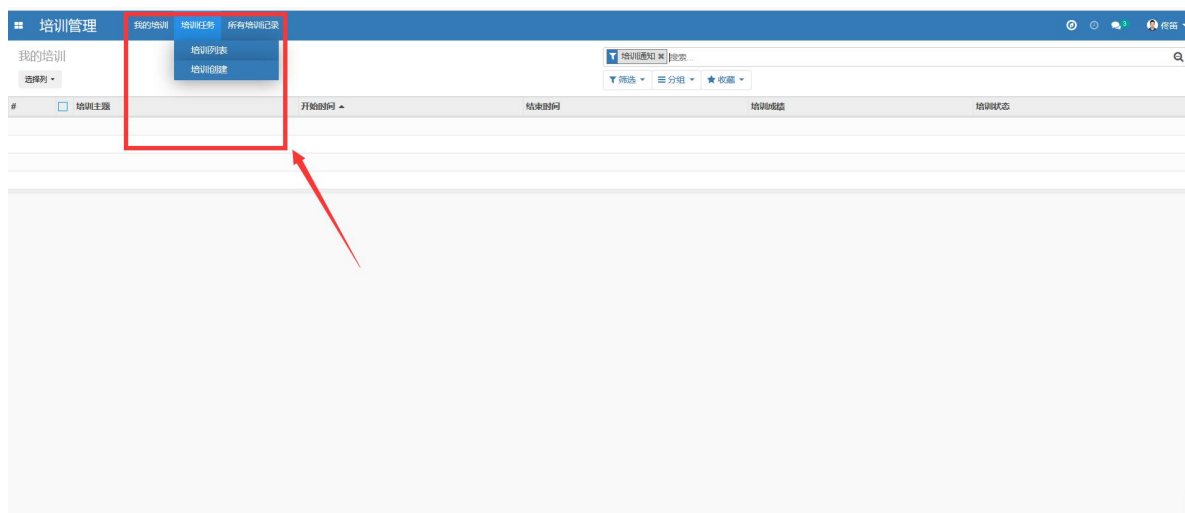 培训管理 我的培训 培训任务 所有培训记录 3
我的培训 培训列表 培训通知 搜索...
选择列 培训创建 筛选 分组 收藏
# 培训主题 开始时间 结束时间 培训成绩 培训状态